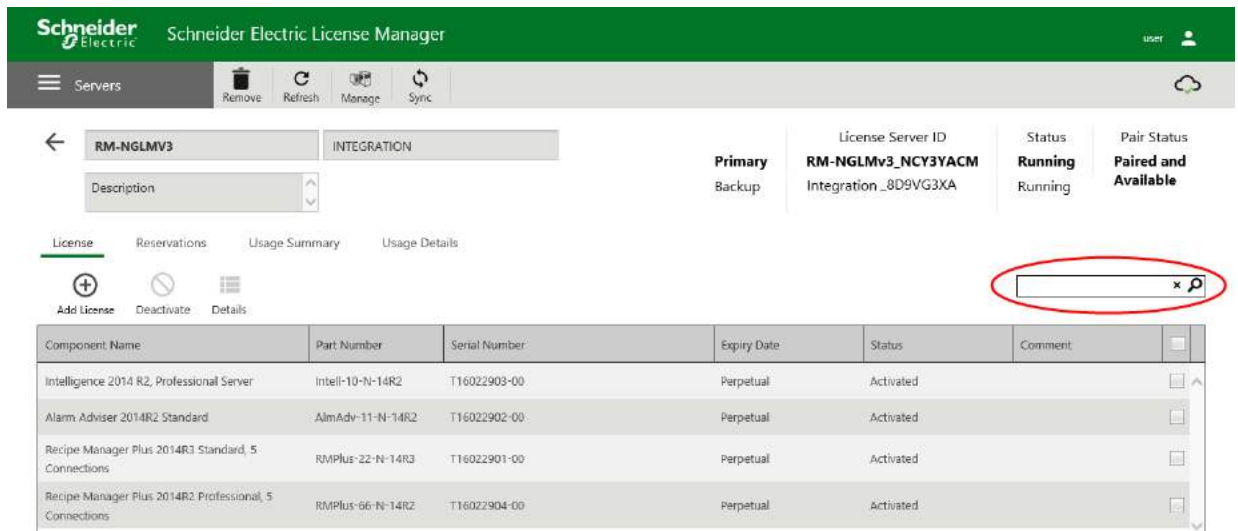 Schneider Electric Schneider Electric License Manager user
Servers Remove Refresh Manage Sync
RM-NGLMV3 INTEGRATION
Description
License Server ID Status Pair Status
Primary RM-NGLMv3_NCY3YACM Running Paired and
Available
Backup Integration _8D9VG3XA Running
License Reservations Usage Summary Usage Details
Add License Deactivate Details
Component Name Part Number Serial Number Expiry Date Status Comment
Intelligence 2014 R2, Professional Server Intell-10-N-14R2 T16022903-00 Perpetual Activated
Alarm Adviser 2014R2 Standard AlmAdv-11-N-14R2 T16022902-00 Perpetual Activated
Recipe Manager Plus 2014R3 Standard, 5
Connections RMPlus-22-N-14R3 T16022901-00 Perpetual Activated
Recipe Manager Plus 2014R2 Professional, 5
Connections RMPlus-66-N-14R2 T16022904-00 Perpetual Activated